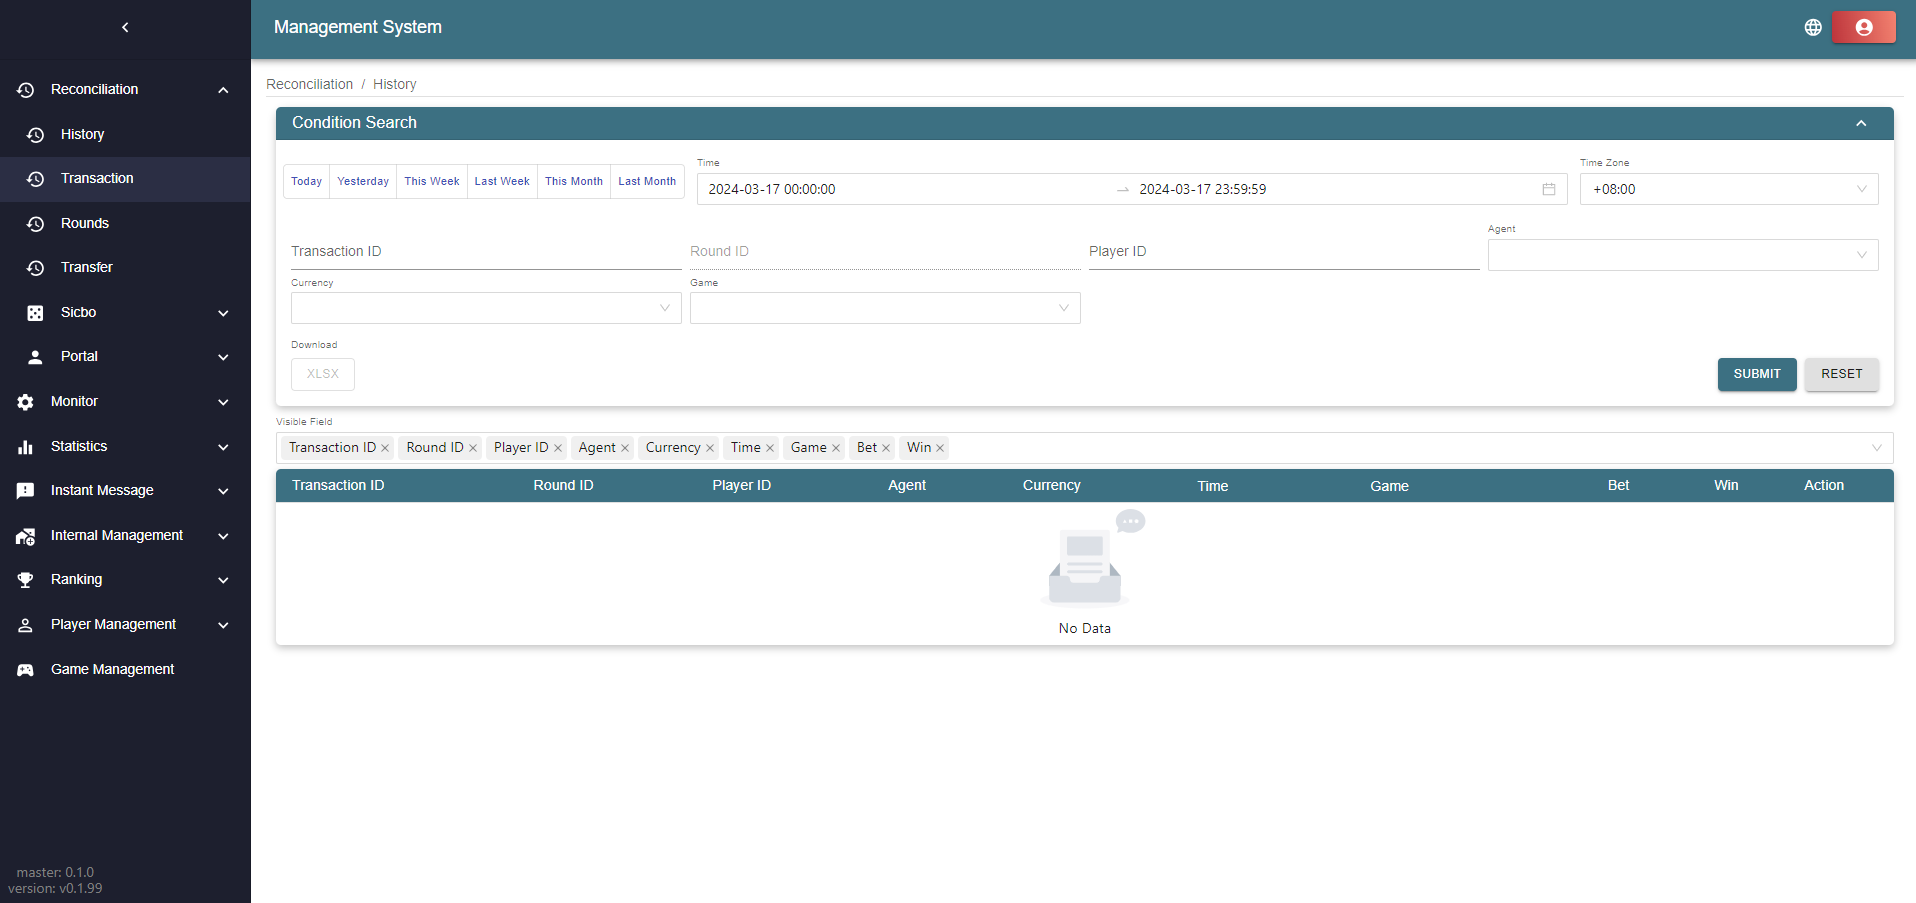 Management System
Reconciliation
History
Transaction
Rounds
Transfer
Sicbo
Portal
Monitor
Statistics
Instant Message
Internal Management
Ranking
Player Management
Game Management
master: 0.1.0
version: v0.1.99
Reconciliation / History
Condition Search
Today Yesterday This Week Last Week This Month Last Month
Time
2024-03-17 00:00:00 → 2024-03-17 23:59:59
Time Zone
+08:00
Transaction ID
Round ID
Player ID
Agent
Currency
Game
Download
XLSX
SUBMIT RESET
Visible Field
Transaction ID × Round ID × Player ID × Agent × Currency × Time × Game × Bet × Win ×
Transaction ID Round ID Player ID Agent Currency Time Game Bet Win Action
No Data